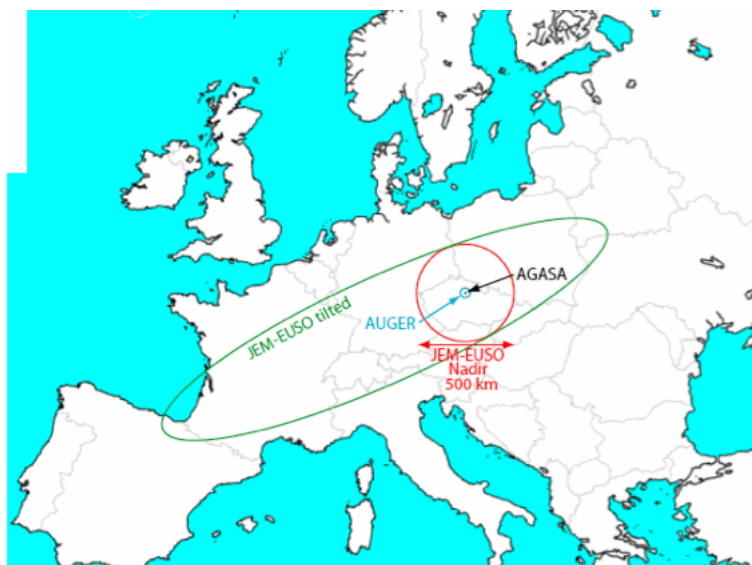 AGASA
AUGER
JEM-EUSO tilted
JEM-EUSO
Nadir
500 km